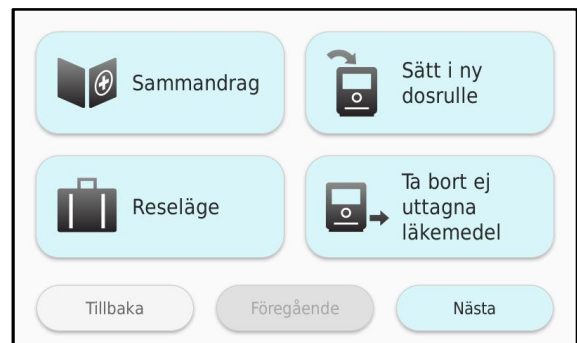 Sammandrag
Sätt i ny
dosrulle
Reseläge
Ta bort ej
uttagna
läkemedel
Tillbaka
Föregående
Nästa